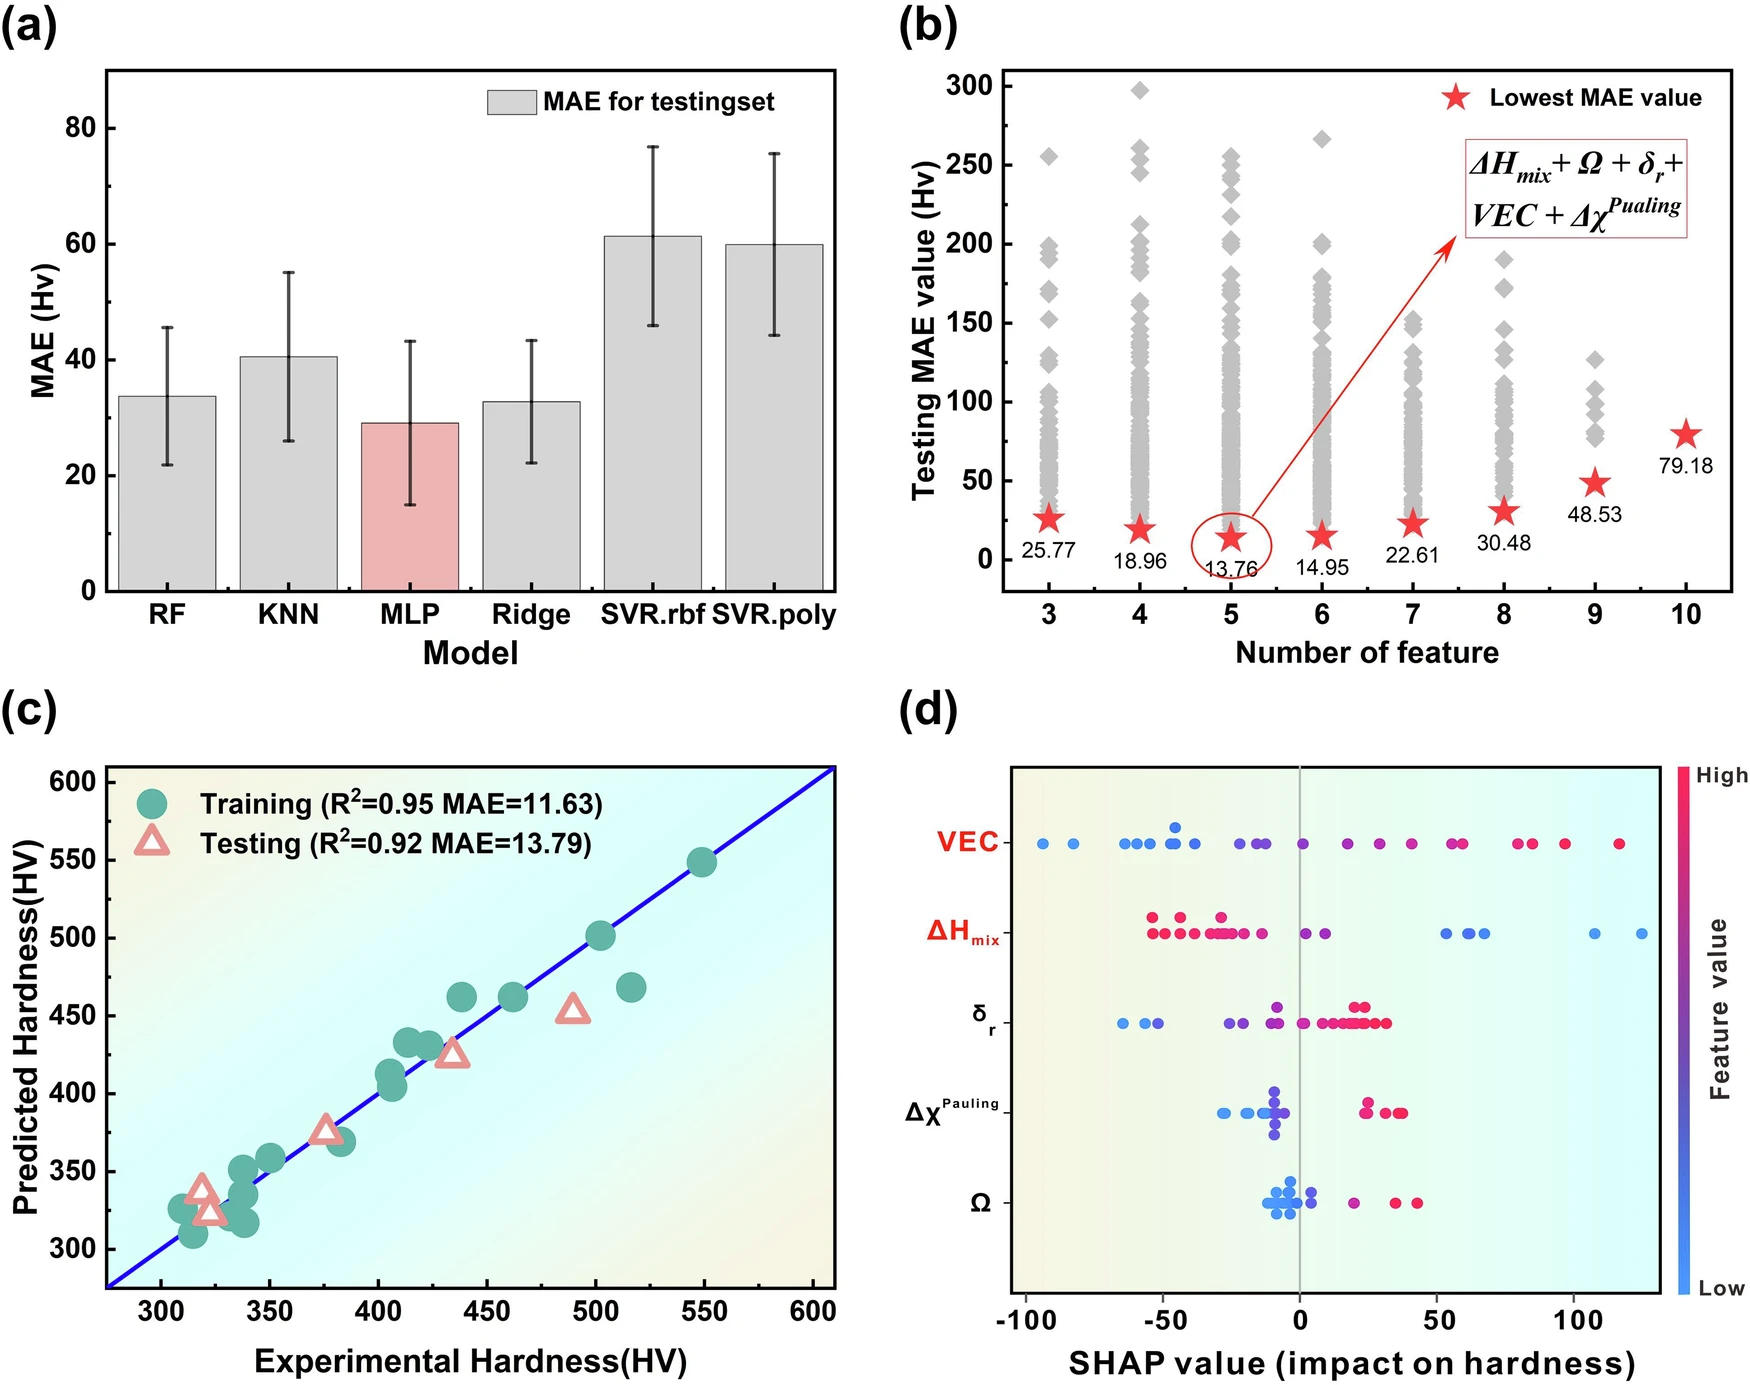 (a)
MAE for testingset
80
60
40
20
0
MAE (Hv)
RF KNN MLP Ridge SVR.rbf SVR.poly
Model
(b)
Lowest MAE value
ΔHmix+ Ω + δr+
VEC + ΔχPualing
300
250
200
150
100
50
0
Testing MAE value (Hv)
25.77 18.96 13.76 14.95 22.61 30.48 48.53 79.18
3 4 5 6 7 8 9 10
Number of feature
(c)
Training (R2=0.95 MAE=11.63)
Testing (R2=0.92 MAE=13.79)
600
550
500
450
400
350
300
Predicted Hardness(HV)
300 350 400 450 500 550 600
Experimental Hardness(HV)
(d)
VEC
ΔHmix
δr
ΔχPauling
Ω
-100 -50 0 50 100
SHAP value (impact on hardness)
High
Feature value
Low